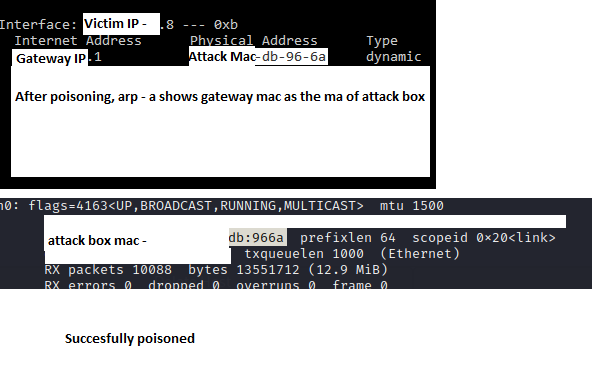 Interface: Victim IP - .8 --- 0xb
Internet Address Physical Address Type
Gateway IP .1 Attack Mac-db-96-6a dynamic
After poisoning, arp - a shows gateway mac as the ma of attack box
n0: flags=4163<UP,BROADCAST,RUNNING,MULTICAST> mtu 1500
attack box mac - db:966a prefixlen 64 scopeid 0×20<link>
txqueuelen 1000 (Ethernet)
RX packets 10088 bytes 13551712 (12.9 MiB)
RX errors 0 dropped 0 overruns 0 frame 0
Succesfully poisoned